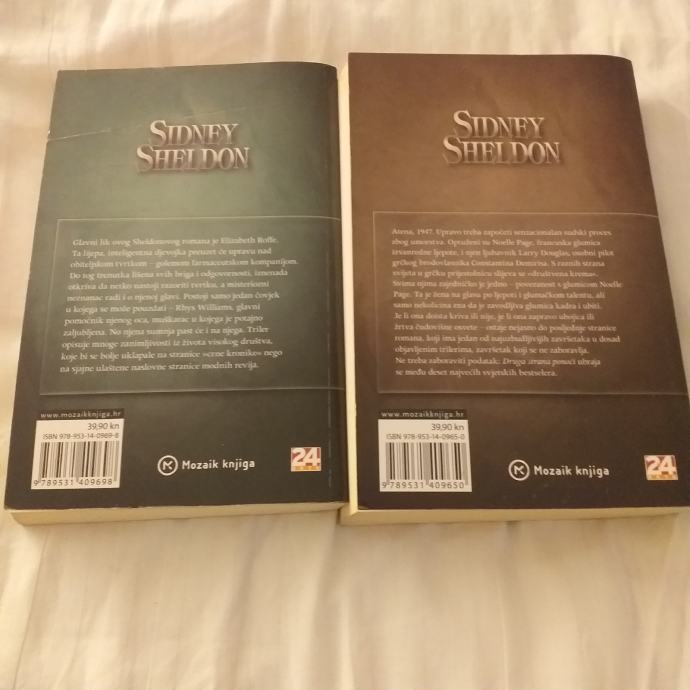 SIDNEY
SHELDON
Glavni lik ovog Sheldonovog romana je Elizabeth Roffe.
Ta lijepa, inteligentna djevojka preuzet će upravu nad
obiteljskom tvrtkom – golemom farmaceutskom kompanijom.
Do tog trenutka lišena svih briga i odgovornosti, iznenada
otkriva da netko nastoji razoriti tvrtku, a misteriozni
neznanac radi i o njenoj glavi. Postoji samo jedan čovjek
u kojega se može pouzdati – Rhys Williams, glavni
pomoćnik njenog oca, muškarac u kojega je potajno
zaljubljena. No njena sumnja past će i na njega. Triler
opisuje mnoge zanimljivosti iz života visokog društva,
koje bi se bolje uklapale na stranice »crne kronike« nego
na sjajne ulaštene naslovne stranice modnih revija.
www.mozaikknjiga.hr
39,90 kn
ISBN 978-953-14-0969-8
9 789531 409698
Mozaik knjiga
24
SATA
SIDNEY
SHELDON
Atena, 1947. Upravo treba započeti senzacionalan sudski proces
zbog umorstva. Optuženi su Noelle Page, francuska glumica
izvanredne ljepote, i njen ljubavnik Larry Douglas, osobni pilot
grčkog brodovlasnika Constantina Demirisa. S raznih strana
svijeta u grčku prijestolnicu slijeva se »društvena krema«.
Svima njima zajedničko je jedno – povezanost s glumicom Noelle
Page. Ta je žena na glasu po ljepoti i glumačkom talentu, ali
samo nekolicina zna da je zavodljiva glumica kadra i ubiti.
Je li ona doista kriva ili nije, je li ona zapravo ubojica ili
žrtva čudovišne osvete – ostaje nejasno do posljednje stranice
romana, koji ima jedan od najuzbudljivijih završetaka u dosad
objavljenim trilerima, završetak koji se ne zaboravlja.
Ne treba zaboraviti podatak: Druga strana ponoći ubraja
se među deset najvećih svjetskih bestselera.
www.mozaikknjiga.hr
39,90 kn
ISBN 978-953-14-0965-0
9 789531 409650
Mozaik knjiga
24
SATA